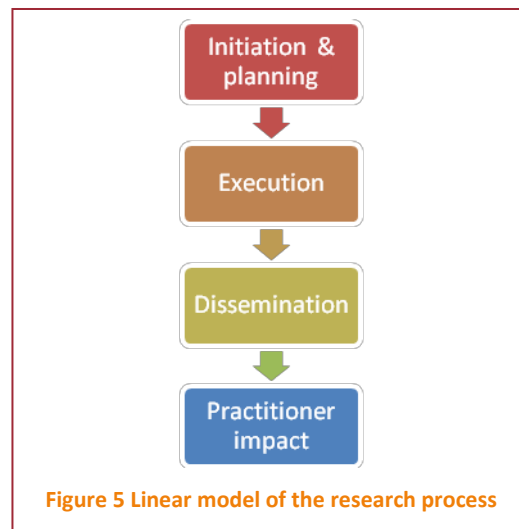 Initiation &
planning
Execution
Dissemination
Practitioner
impact
Figure 5 Linear model of the research process